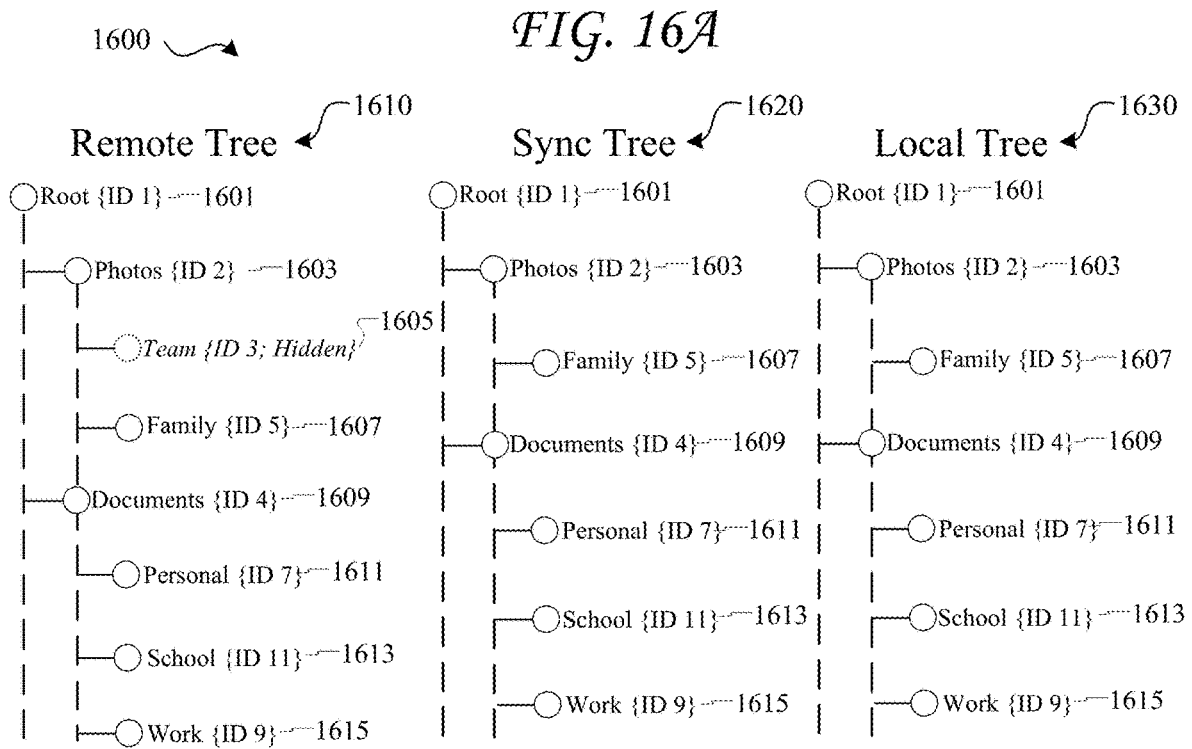 FIG. 16A
1600
1610
Remote Tree
Root {ID 1} 1601
Photos {ID 2} 1603
Team {ID 3; Hidden} 1605
Family {ID 5} 1607
Documents {ID 4} 1609
Personal {ID 7} 1611
School {ID 11} 1613
Work {ID 9} 1615
1620
Sync Tree
Root {ID 1} 1601
Photos {ID 2} 1603
Family {ID 5} 1607
Documents {ID 4} 1609
Personal {ID 7} 1611
School {ID 11} 1613
Work {ID 9} 1615
1630
Local Tree
Root {ID 1} 1601
Photos {ID 2} 1603
Family {ID 5} 1607
Documents {ID 4} 1609
Personal {ID 7} 1611
School {ID 11} 1613
Work {ID 9} 1615